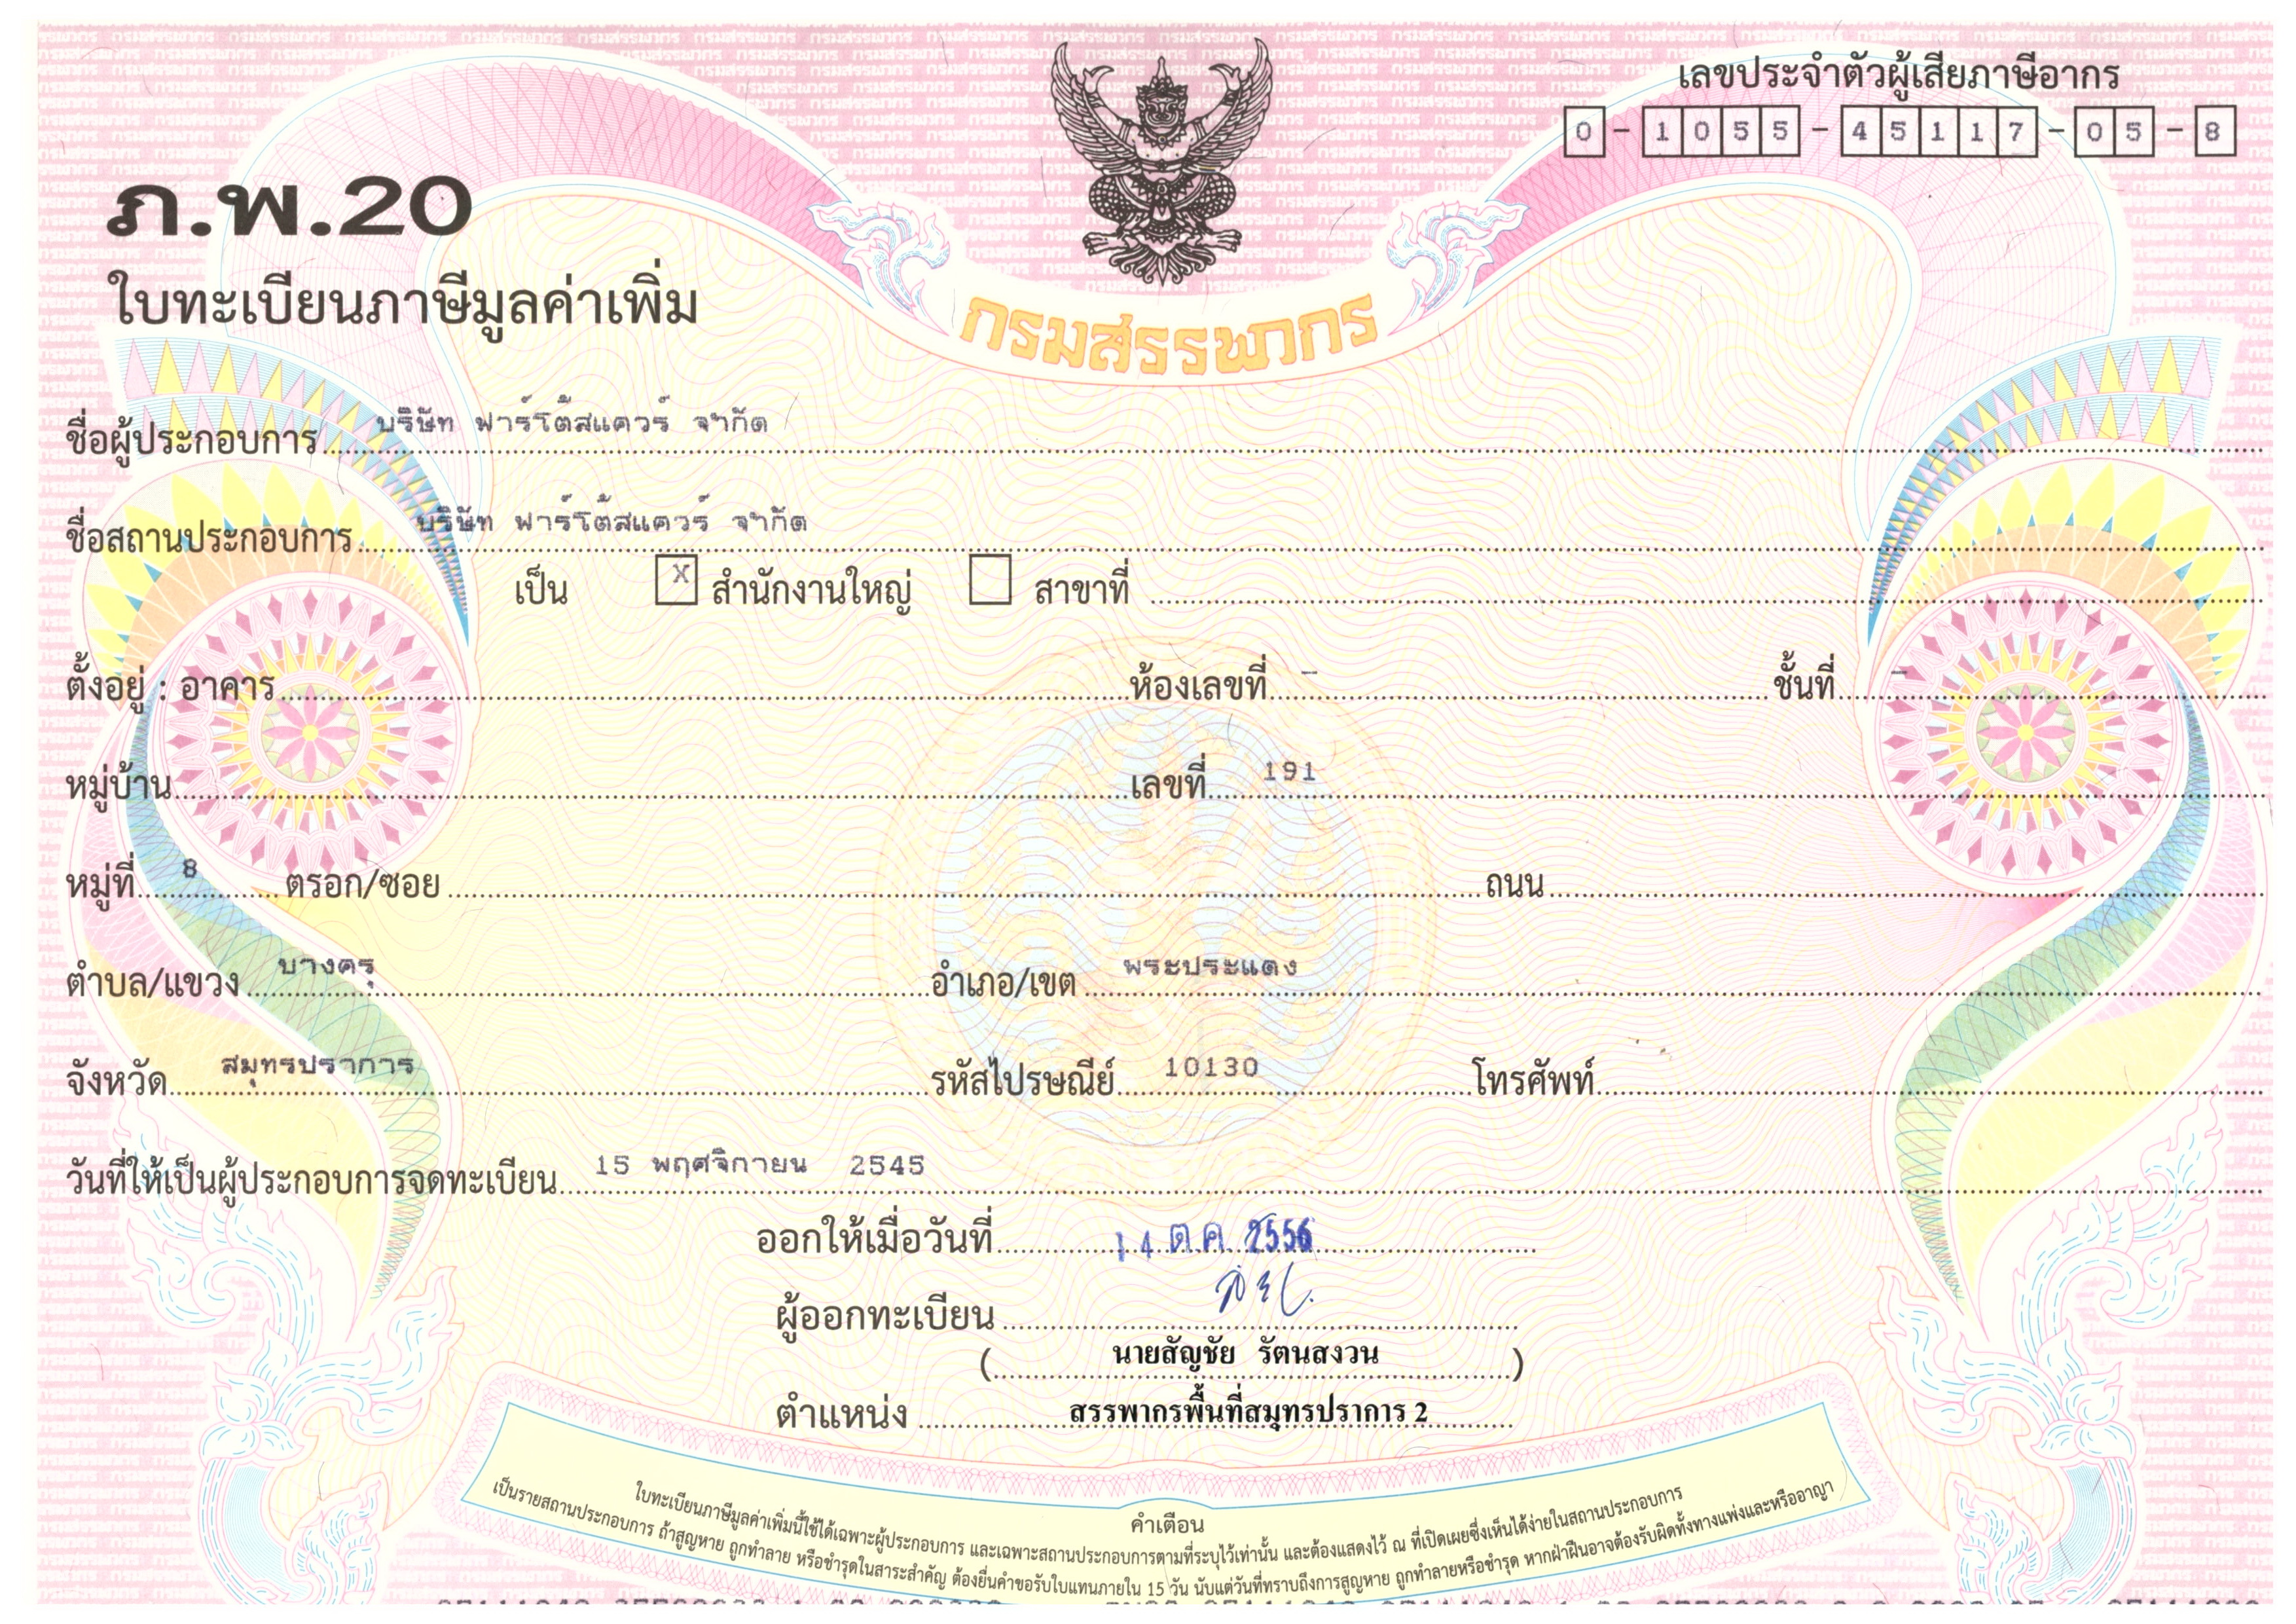 เลขประจำตัวผู้เสียภาษีอากร
0-1055-45117-05-8
ภ.พ.20
ใบทะเบียนภาษีมูลค่าเพิ่ม
กรมสรรพากร
ชื่อผู้ประกอบการ บริษัท ฟาร์โต้สแควร์ จำกัด
ชื่อสถานประกอบการ บริษัท ฟาร์โต้สแควร์ จำกัด
เป็น X สำนักงานใหญ่ สาขาที่
ตั้งอยู่ : อาคาร ห้องเลขที่ - ชั้นที่ -
หมู่บ้าน เลขที่ 191
หมู่ที่ 8 ตรอก/ซอย ถนน
ตำบล/แขวง บางครุ อำเภอ/เขต พระประแดง
จังหวัด สมุทรปราการ รหัสไปรษณีย์ 10130 โทรศัพท์
วันที่ให้เป็นผู้ประกอบการจดทะเบียน 15 พฤศจิกายน 2545
ออกให้เมื่อวันที่ 14 ต.ค. 2556
ผู้ออกทะเบียน
(นายสัญชัย รัตนสงวน)
ตำแหน่ง สรรพากรพื้นที่สมุทรปราการ 2
คำเตือน
ใบทะเบียนภาษีมูลค่าเพิ่มนี้ใช้ได้เฉพาะผู้ประกอบการ และเฉพาะสถานประกอบการตามที่ระบุไว้เท่านั้น และต้องแสดงไว้ ณ ที่เปิดเผยซึ่งเห็นได้ง่ายในสถานประกอบการ
เป็นรายสถานประกอบการ ถ้าสูญหาย ถูกทำลาย หรือชำรุดในสาระสำคัญ ต้องยื่นคำขอรับใบแทนภายใน 15 วัน นับแต่วันที่ทราบถึงการสูญหาย ถูกทำลายหรือชำรุด หากฝ่าฝืนอาจต้องรับผิดทั้งทางแพ่งและหรืออาญา